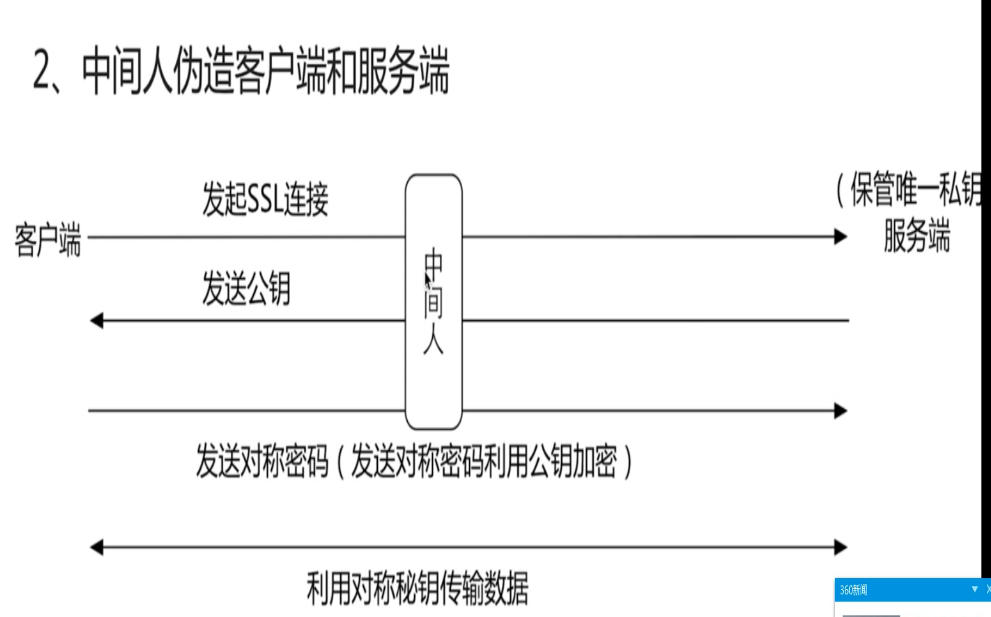 2、中间人伪造客户端和服务端
发起SSL连接
(保管唯一私钥
客户端
服务端
发送公钥
中间人
发送对称密码(发送对称密码利用公钥加密)
利用对称秘钥传输数据
360新闻